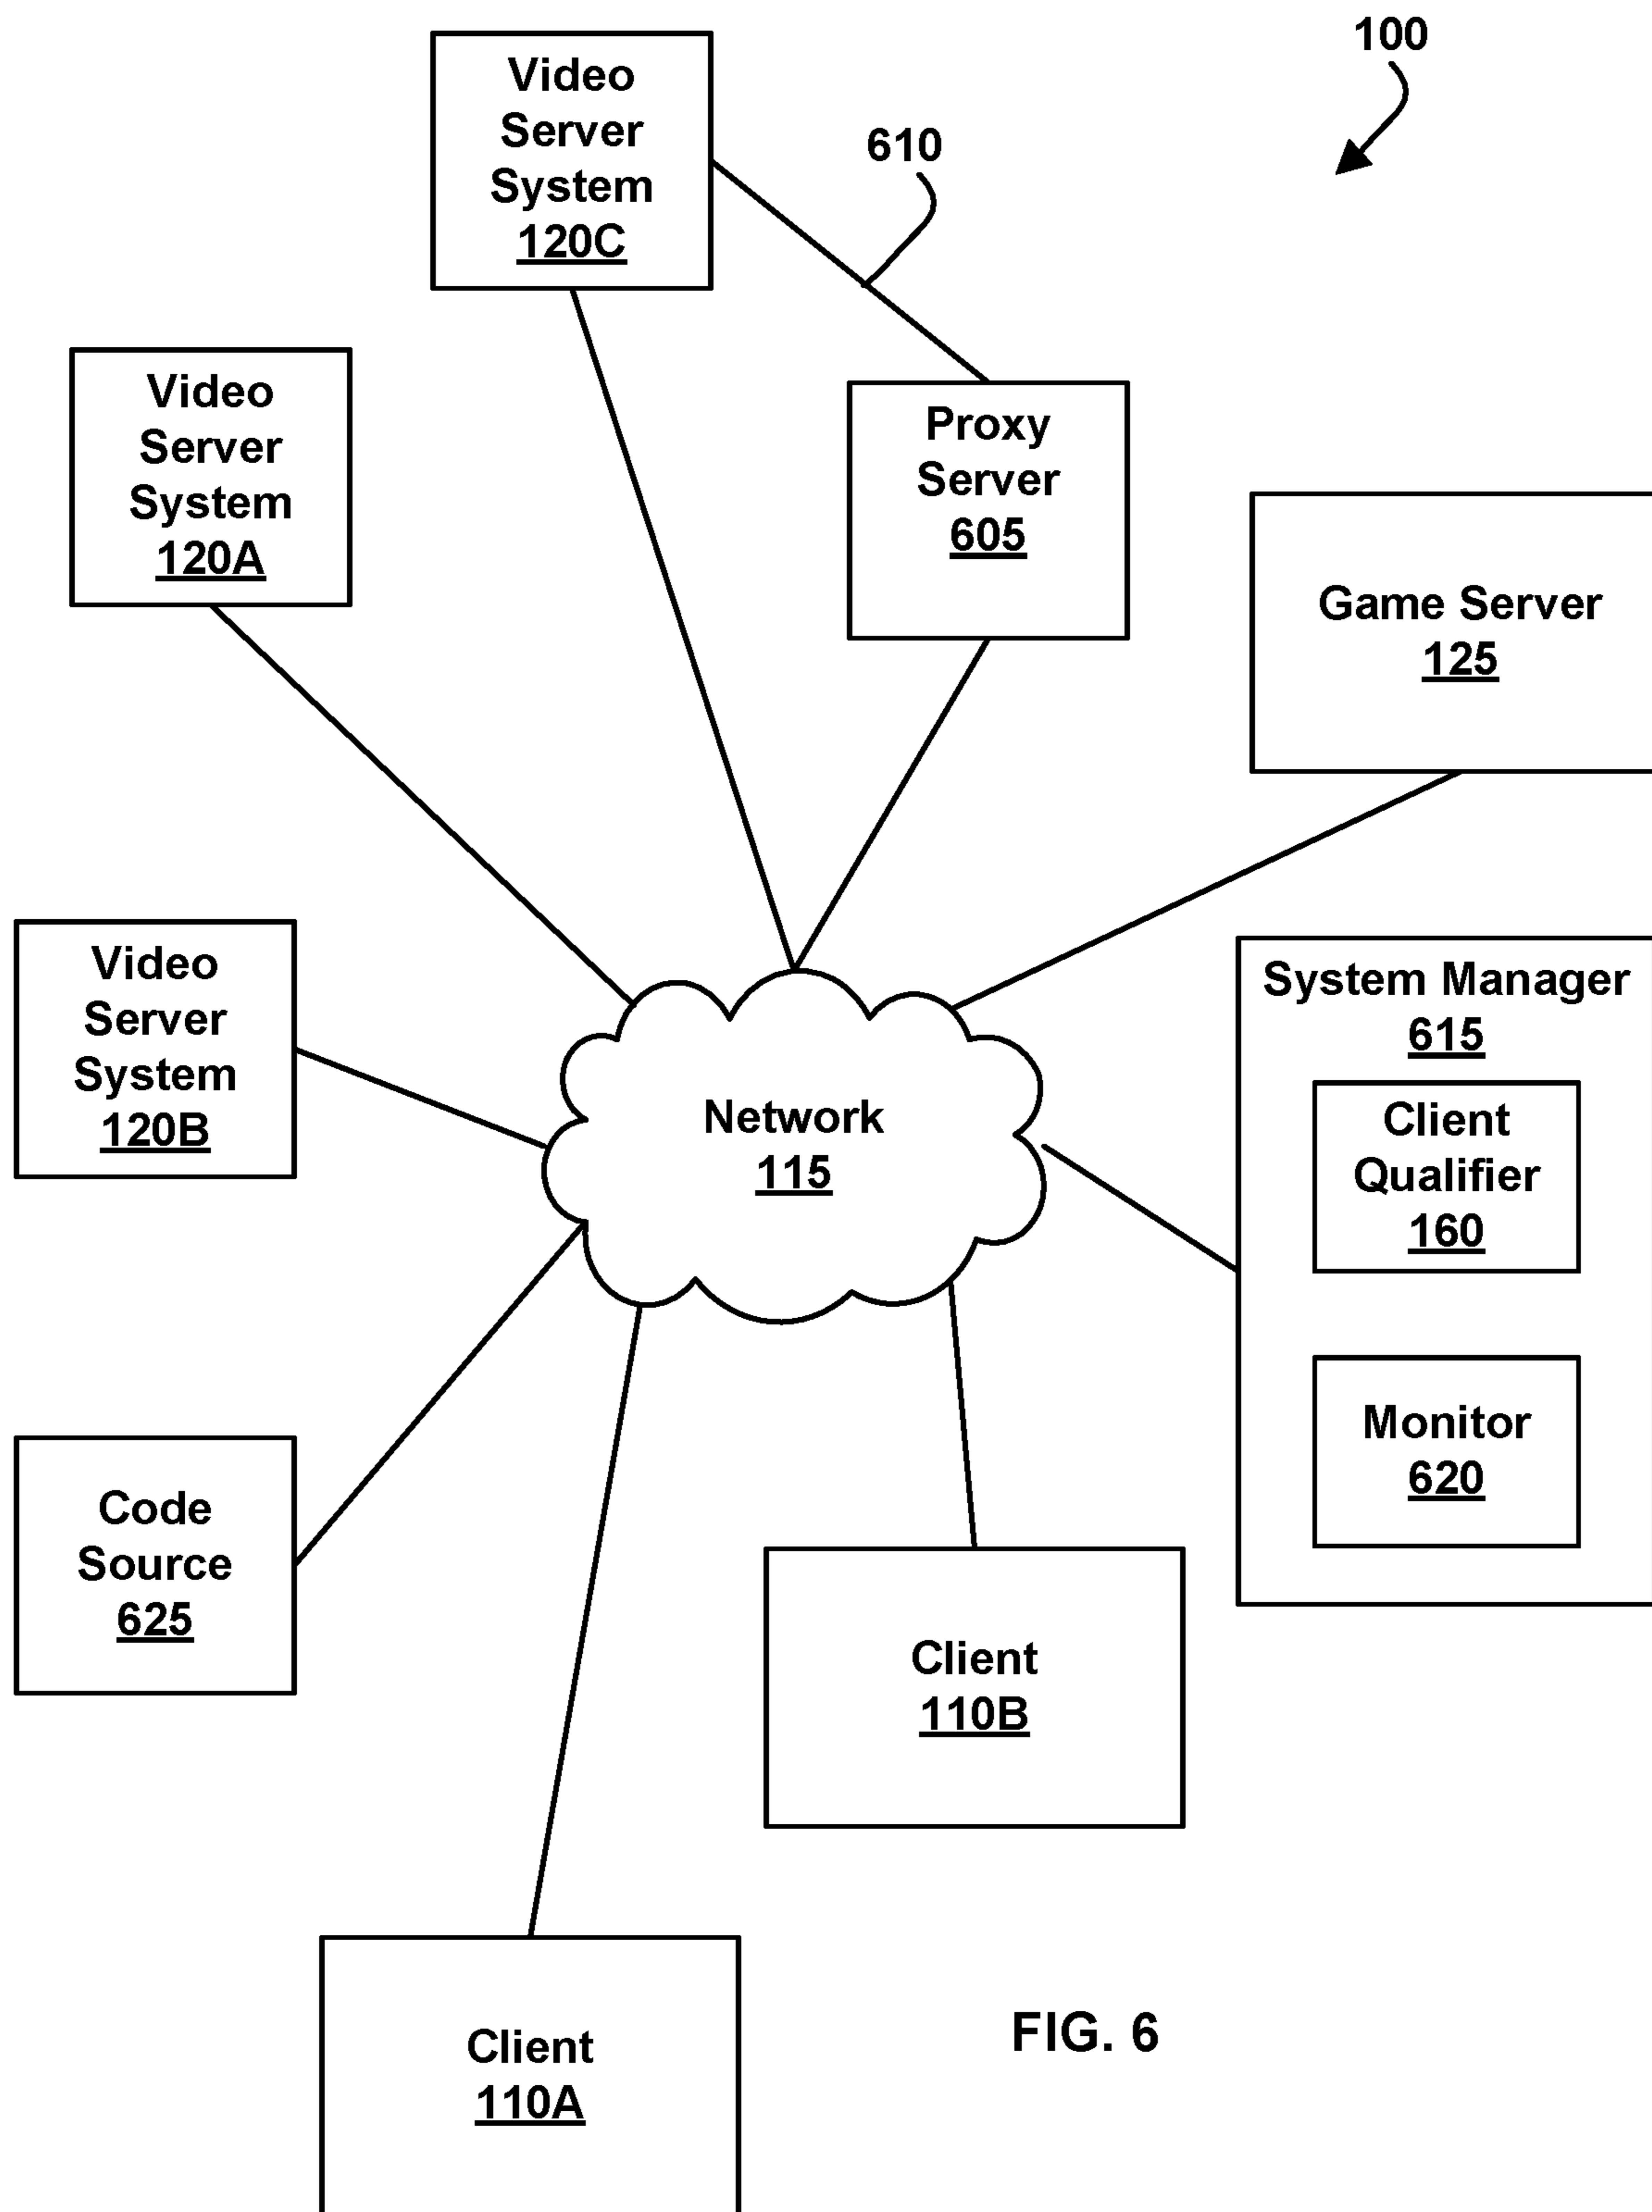 100
Video
Server
System
120C
610
Video
Server
System
120A
Proxy
Server
605
Game Server
125
Video
Server
System
120B
System Manager
615
Client
Qualifier
160
Network
115
Monitor
620
Code
Source
625
Client
110B
Client
110A
FIG. 6